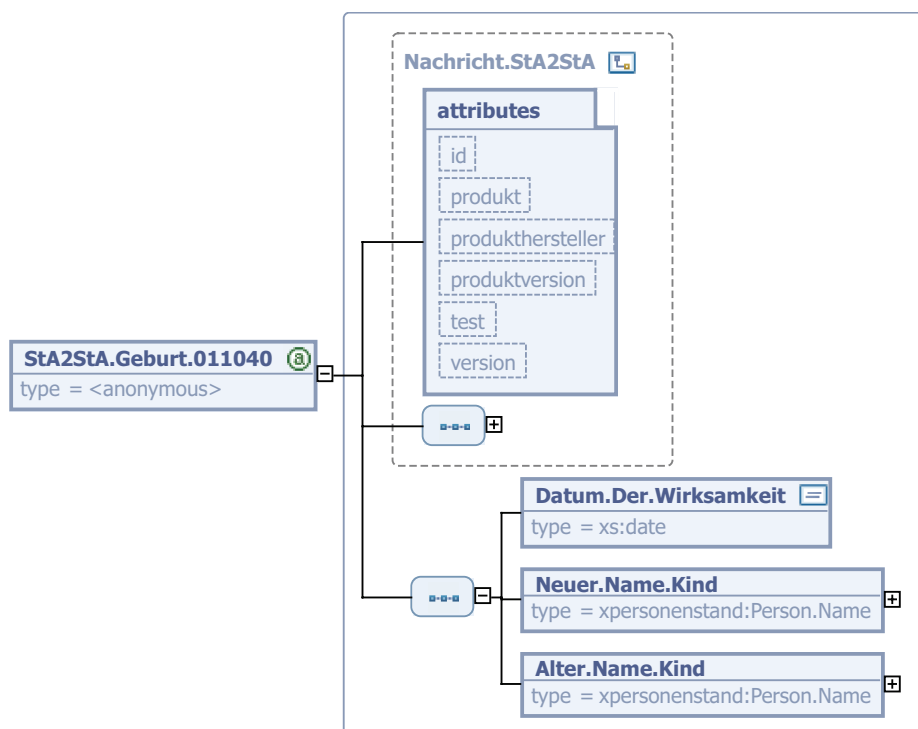 Nachricht.StA2StA
attributes
id
produkt
produkthersteller
produktversion
test
version
StA2StA.Geburt.011040 @
type = <anonymous>
Datum.Der.Wirksamkeit
type = xs:date
Neuer.Name.Kind
type = xpersonenstand:Person.Name
Alter.Name.Kind
type = xpersonenstand:Person.Name